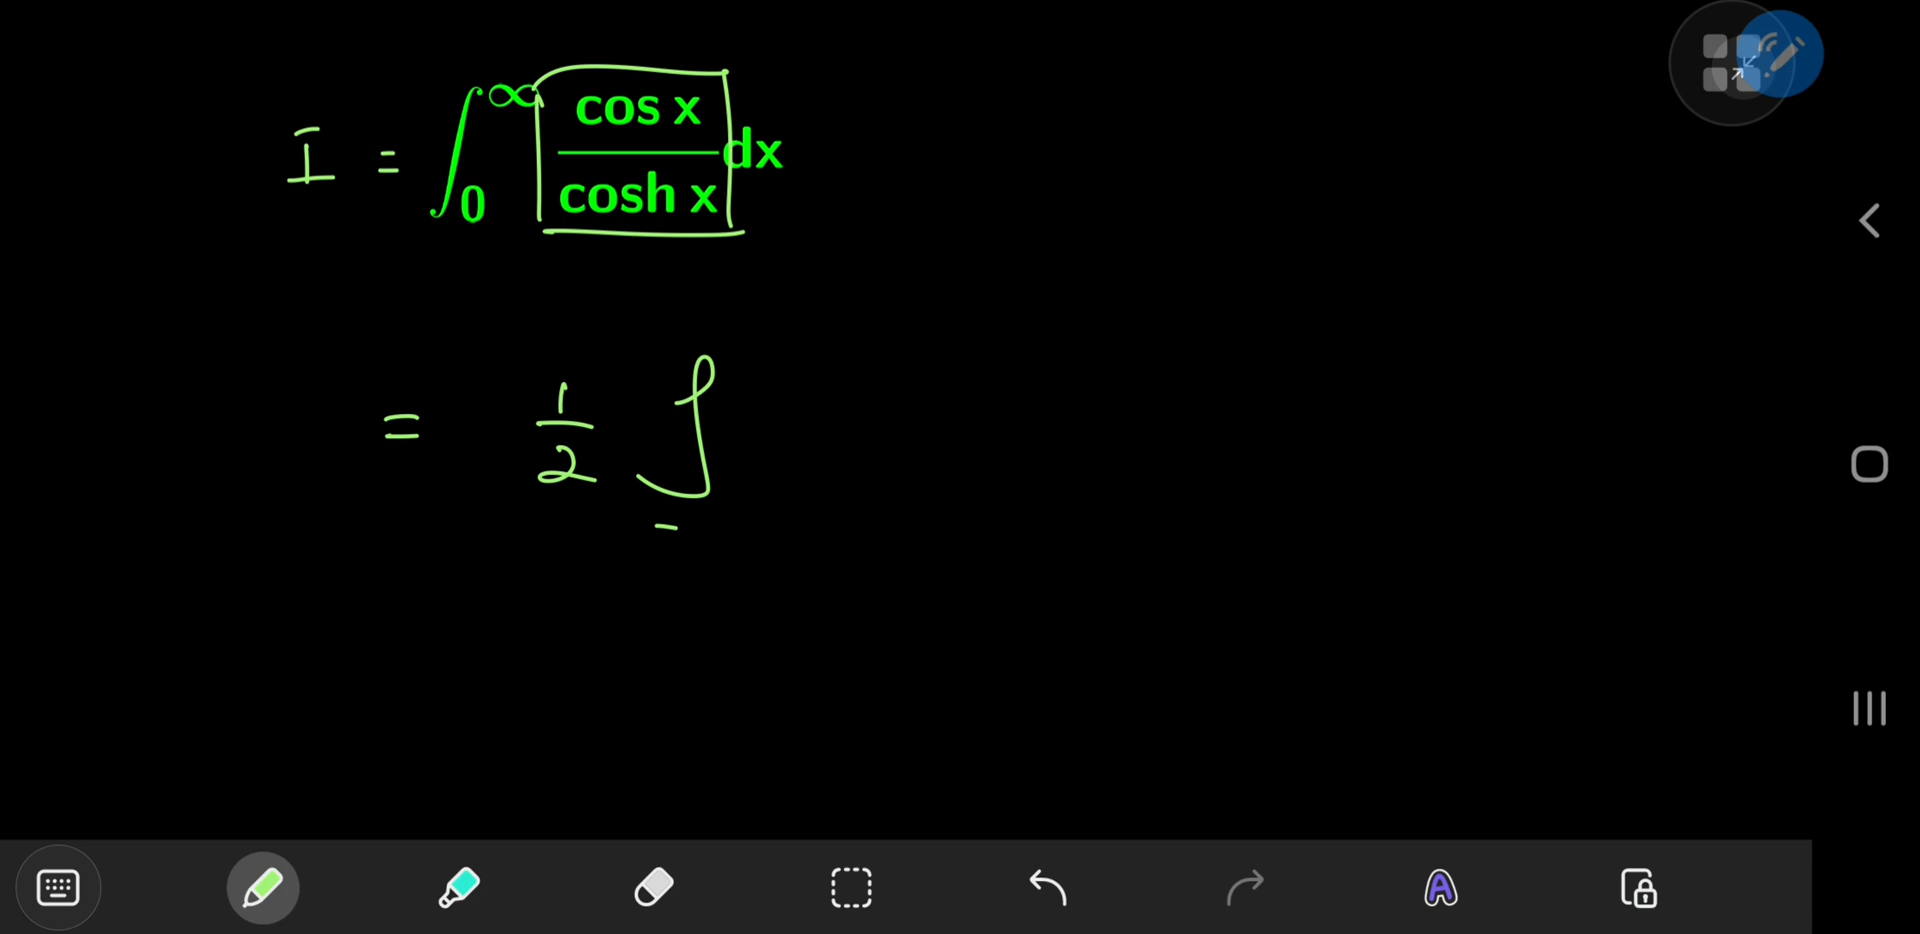 I = ∫₀^∞ cos x / cosh x dx
= 1/2 ∫₋